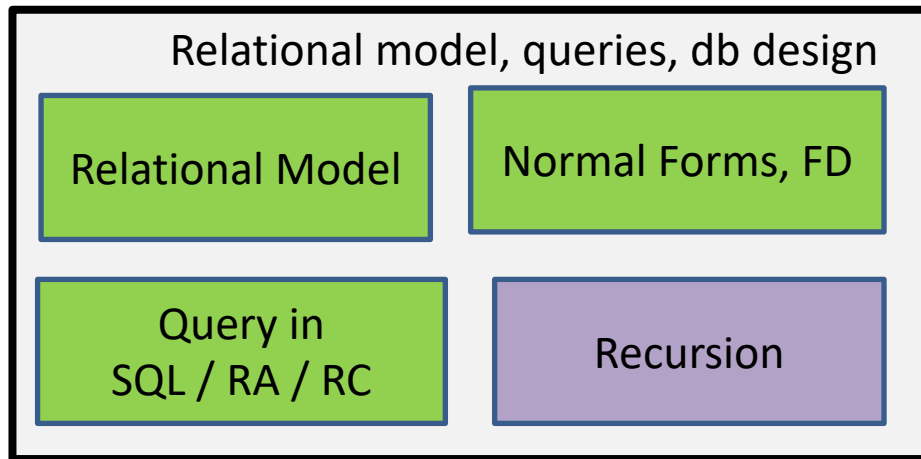 Relational model, queries, db design
Relational Model
Normal Forms, FD
Query in
SQL / RA / RC
Recursion